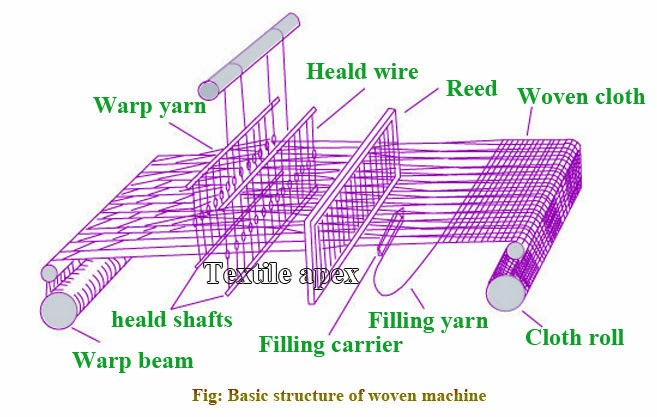 Heald wire
Reed
Warp yarn
Woven cloth
Textile apex
heald shafts
Filling yarn
Filling carrier
Cloth roll
Warp beam
Fig: Basic structure of woven machine